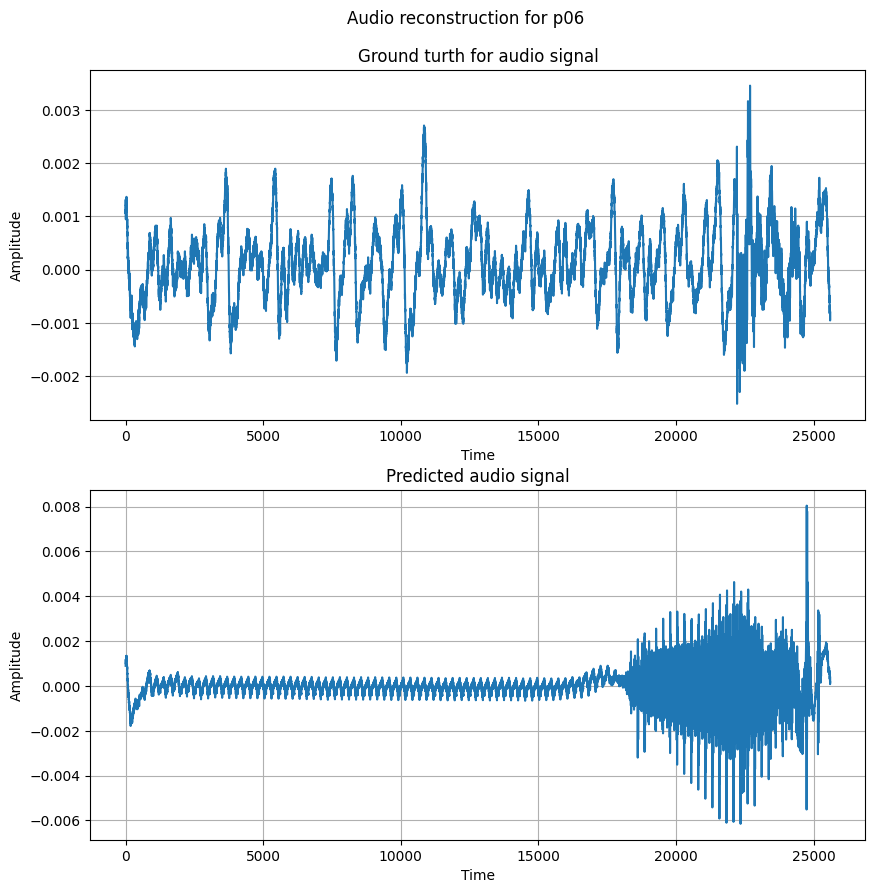 Audio reconstruction for p06
Ground turth for audio signal
0.003
0.002
0.001
0.000
−0.001
−0.002
Amplitude
0 5000 10000 15000 20000 25000
Time
Predicted audio signal
0.008
0.006
0.004
0.002
0.000
−0.002
−0.004
−0.006
Amplitude
0 5000 10000 15000 20000 25000
Time